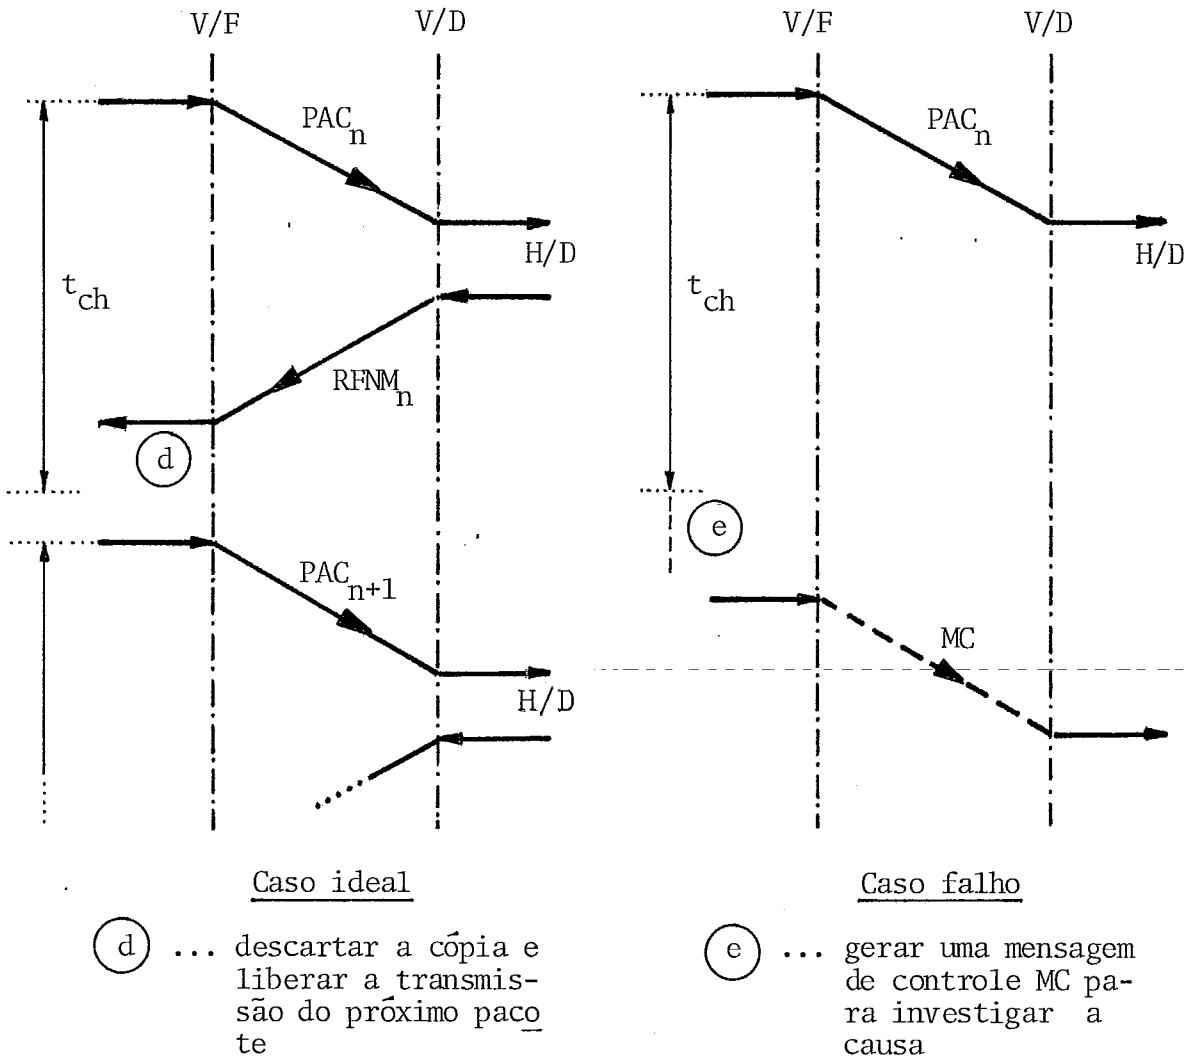 V/F
V/D
PACn
H/D
tch
RFNMn
d
PACn+1
H/D
Caso ideal
d ... descartar a cópia e
liberar a transmis-
são do próximo paco
te
V/F
V/D
PACn
H/D
tch
e
MC
Caso falho
e ... gerar uma mensagem
de controle MC pa-
ra investigar a
causa